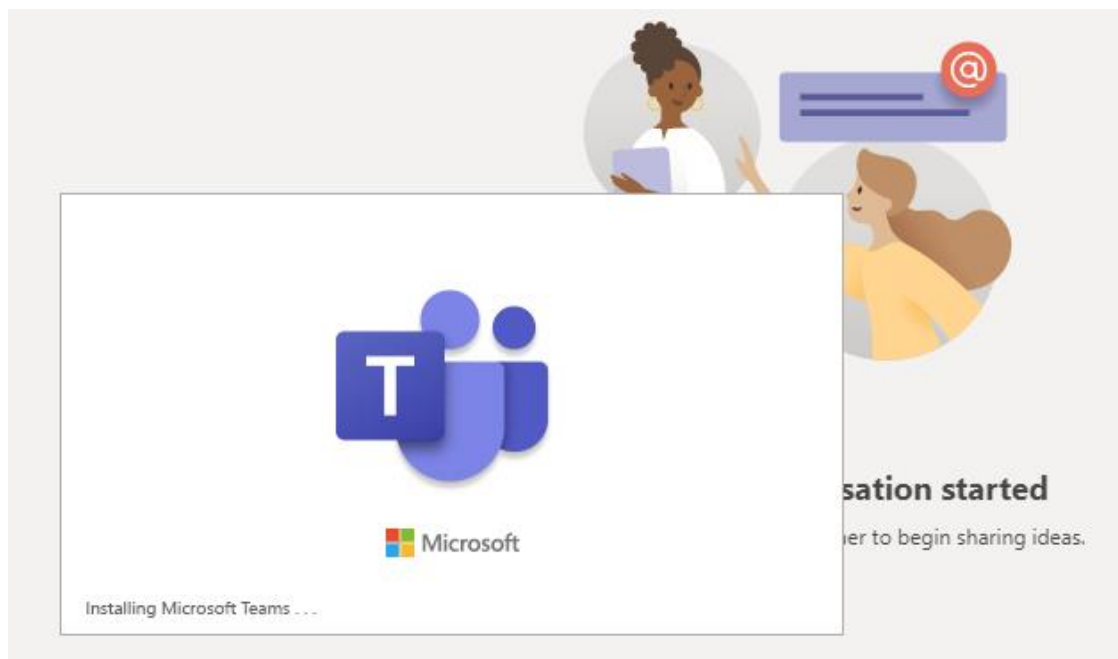 @
T
sation started
er to begin sharing ideas.
Microsoft
Installing Microsoft Teams . . .